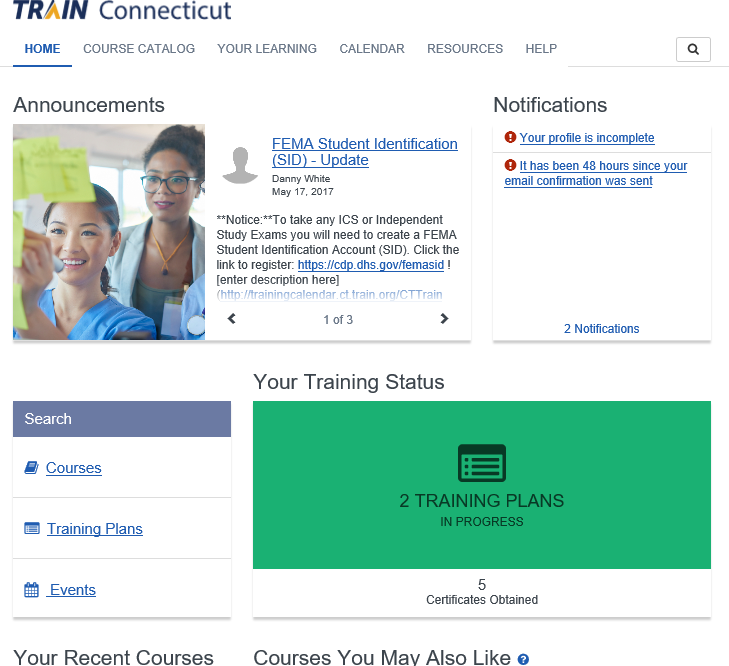 TRAIN Connecticut
HOME COURSE CATALOG YOUR LEARNING CALENDAR RESOURCES HELP
Announcements
FEMA Student Identification
(SID) - Update
Danny White
May 17, 2017
**Notice:**To take any ICS or Independent
Study Exams you will need to create a FEMA
Student Identification Account (SID). Click the
link to register: https://cdp.dhs.gov/femasid !
[enter description here]
(http://trainingcalendar.ct.train.org/CTTrain
1 of 3
Notifications
Your profile is incomplete
It has been 48 hours since your
email confirmation was sent
2 Notifications
Search
Courses
Training Plans
Events
Your Training Status
2 TRAINING PLANS
IN PROGRESS
5
Certificates Obtained
Your Recent Courses
Courses You May Also Like